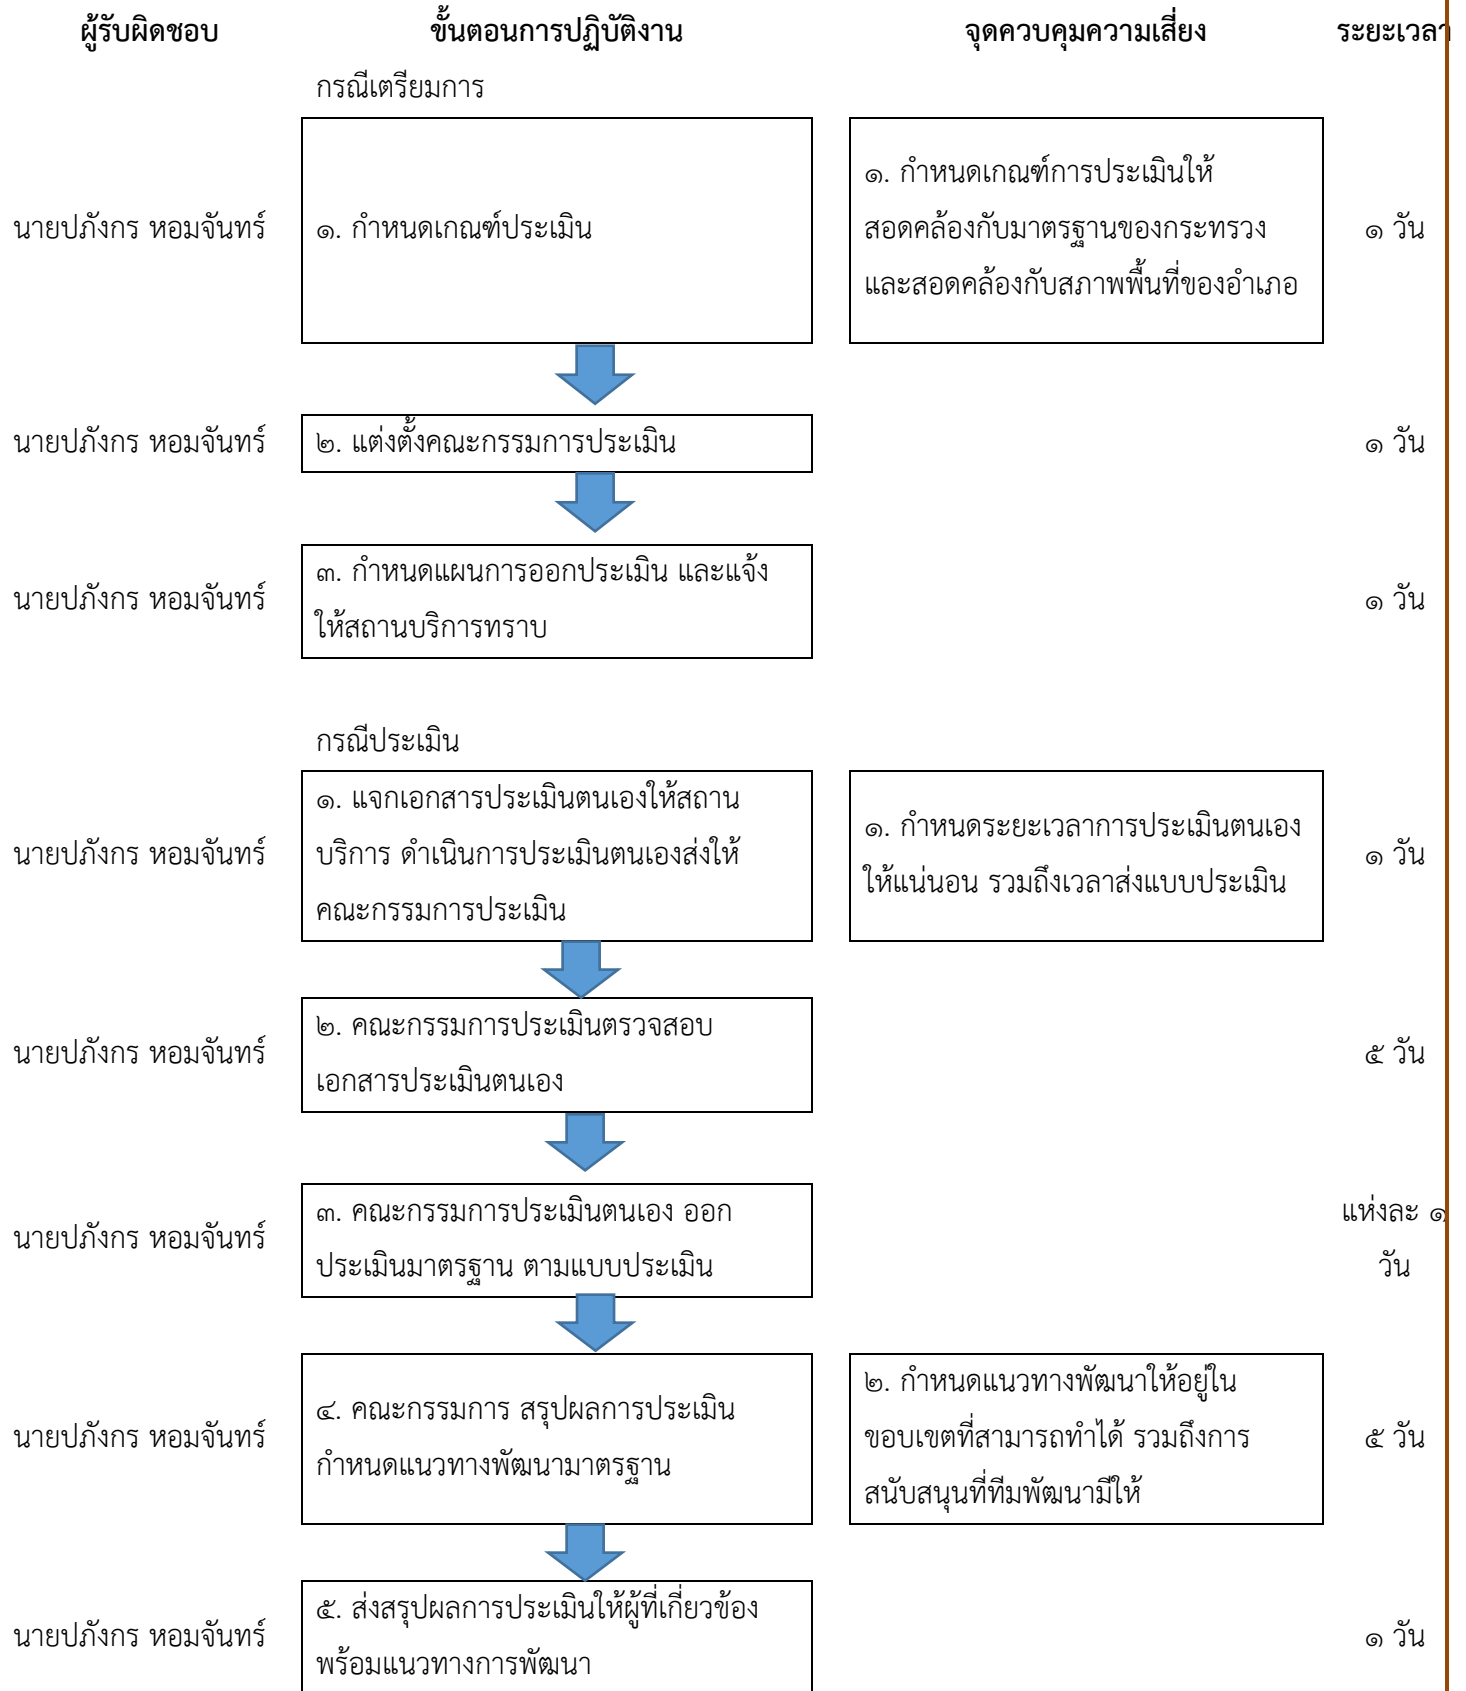 ผู้รับผิดชอบ ขั้นตอนการปฏิบัติงาน จุดควบคุมความเสี่ยง ระยะเวลา
กรณีเตรียมการ
นายปภังกร หอมจันทร์
๑. กำหนดเกณฑ์ประเมิน
๑. กำหนดเกณฑ์การประเมินให้
สอดคล้องกับมาตรฐานของกระทรวง
และสอดคล้องกับสภาพพื้นที่ของอำเภอ
๑ วัน
นายปภังกร หอมจันทร์
๒. แต่งตั้งคณะกรรมการประเมิน
๑ วัน
นายปภังกร หอมจันทร์
๓. กำหนดแผนการออกประเมิน และแจ้ง
ให้สถานบริการทราบ
๑ วัน
กรณีประเมิน
นายปภังกร หอมจันทร์
๑. แจกเอกสารประเมินตนเองให้สถาน
บริการ ดำเนินการประเมินตนเองส่งให้
คณะกรรมการประเมิน
๑. กำหนดระยะเวลาการประเมินตนเอง
ให้แน่นอน รวมถึงเวลาส่งแบบประเมิน
๑ วัน
นายปภังกร หอมจันทร์
๒. คณะกรรมการประเมินตรวจสอบ
เอกสารประเมินตนเอง
๕ วัน
นายปภังกร หอมจันทร์
๓. คณะกรรมการประเมินตนเอง ออก
ประเมินมาตรฐาน ตามแบบประเมิน
แห่งละ ๑
วัน
นายปภังกร หอมจันทร์
๔. คณะกรรมการ สรุปผลการประเมิน
กำหนดแนวทางพัฒนามาตรฐาน
๒. กำหนดแนวทางพัฒนาให้อยู่ใน
ขอบเขตที่สามารถทำได้ รวมถึงการ
สนับสนุนที่ทีมพัฒนามีให้
๕ วัน
นายปภังกร หอมจันทร์
๕. ส่งสรุปผลการประเมินให้ผู้ที่เกี่ยวข้อง
พร้อมแนวทางการพัฒนา
๑ วัน